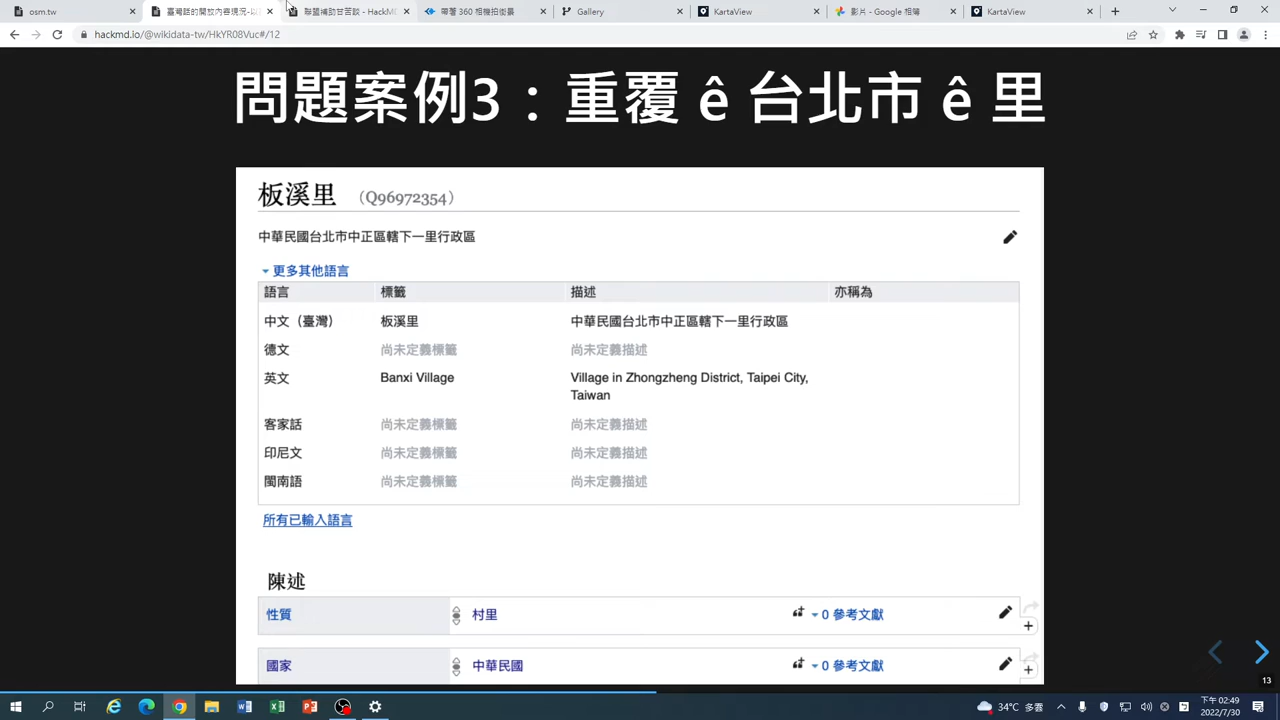 osm.tw
臺灣話的開放內容現況-以
聯盟補助甘苦談 - HackMD
帶著 360 相機拍街景
Gallery
KartaView
影片 - Google 相簿
KartaView
hackmd.io/@wikidata-tw/HkYR08Vuc#/12
問題案例3：重覆 ê 台北市 ê 里
板溪里 （Q96972354）
中華民國台北市中正區轄下一里行政區
更多其他語言
語言 標籤 描述 亦稱為
中文（臺灣） 板溪里 中華民國台北市中正區轄下一里行政區
德文 尚未定義標籤 尚未定義描述
英文 Banxi Village Village in Zhongzheng District, Taipei City,
Taiwan
客家話 尚未定義標籤 尚未定義描述
印尼文 尚未定義標籤 尚未定義描述
閩南語 尚未定義標籤 尚未定義描述
所有已輸入語言
陳述
性質 村里 0 參考文獻
國家 中華民國 0 參考文獻
13
34°C 多雲
下午 02:49
2022/7/30